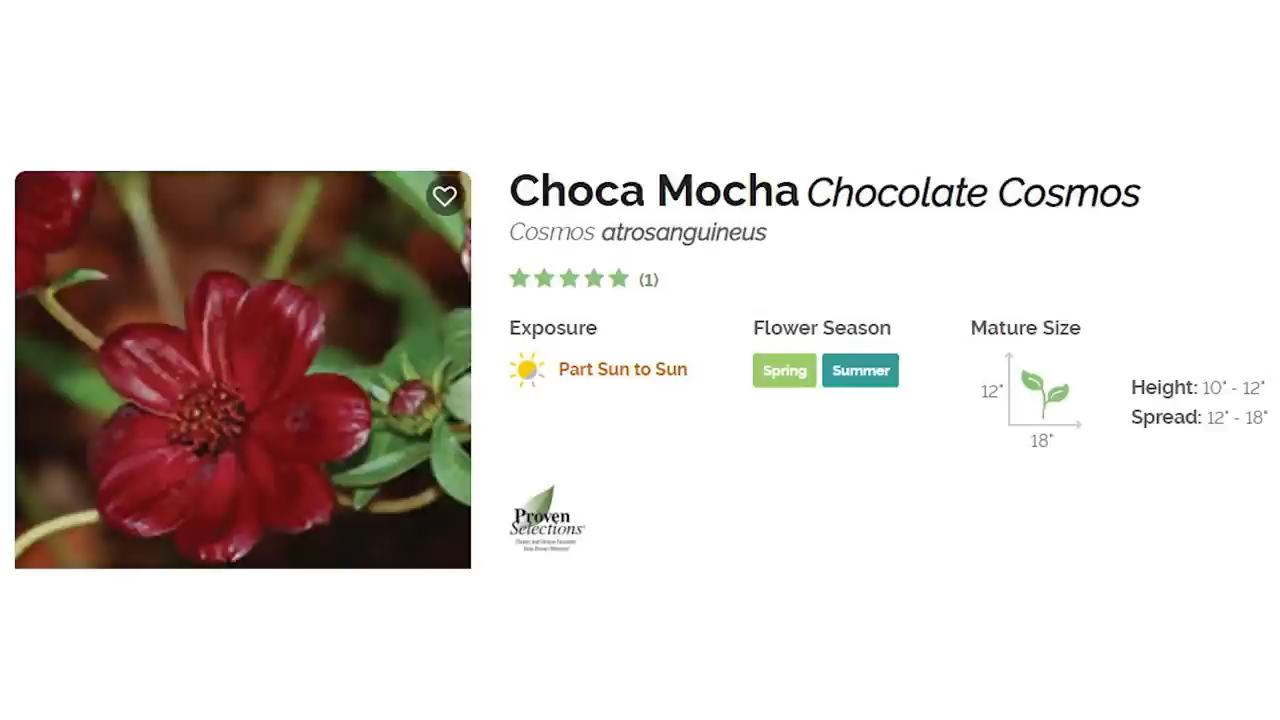 Choca Mocha Chocolate Cosmos
Cosmos atrosanguineus
(1)
Exposure
Part Sun to Sun
Flower Season
Spring
Summer
Mature Size
12"
18"
Height: 10" - 12"
Spread: 12" - 18"
Proven
Selections